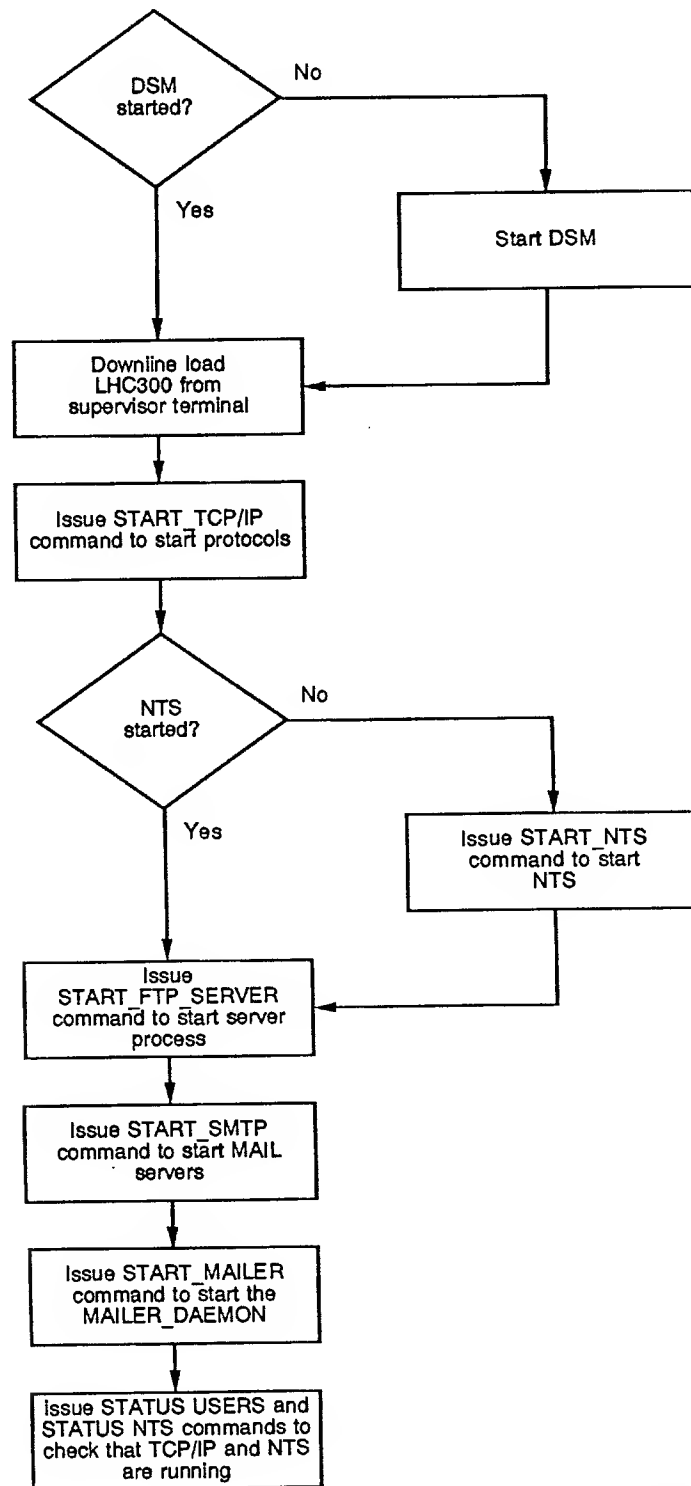 DSM
started?
No
Yes
Start DSM
Downline load
LHC300 from
supervisor terminal
Issue START_TCP/IP
command to start protocols
NTS
started?
No
Yes
Issue START_NTS
command to start
NTS
Issue
START_FTP_SERVER
command to start server
process
Issue START_SMTP
command to start MAIL
servers
Issue START_MAILER
command to start the
MAILER_DAEMON
Issue STATUS USERS and
STATUS NTS commands to
check that TCP/IP and NTS
are running